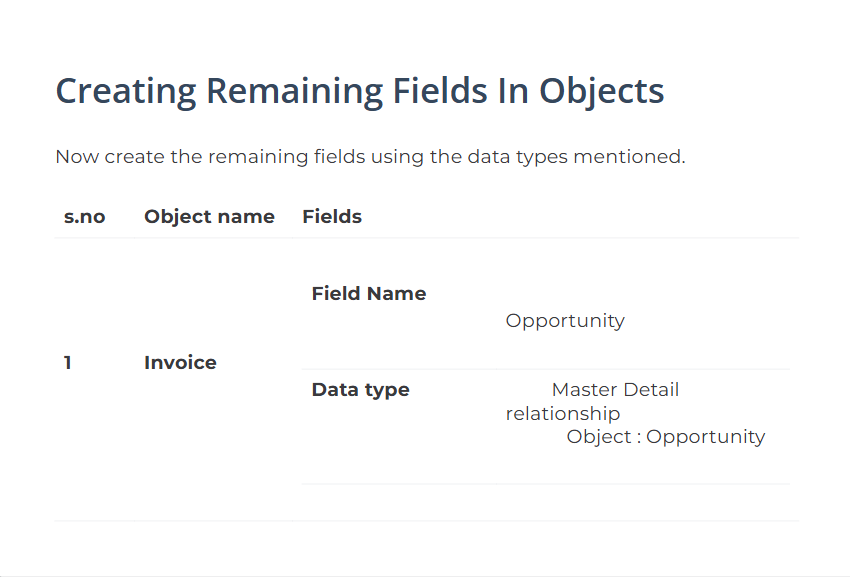 Creating Remaining Fields In Objects
Now create the remaining fields using the data types mentioned.
s.no Object name Fields
Field Name
Opportunity
1 Invoice
Data type Master Detail
relationship
Object : Opportunity